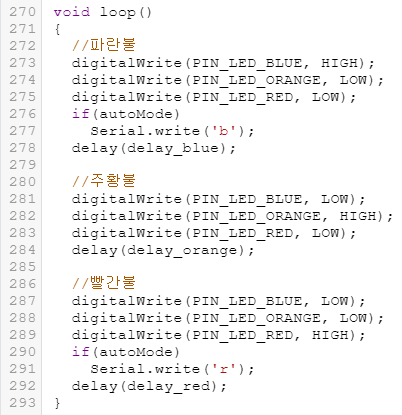 270 void loop()
271 {
272   //파란불
273   digitalWrite(PIN_LED_BLUE, HIGH);
274   digitalWrite(PIN_LED_ORANGE, LOW);
275   digitalWrite(PIN_LED_RED, LOW);
276   if(autoMode)
277     Serial.write('b');
278   delay(delay_blue);
279
280   //주황불
281   digitalWrite(PIN_LED_BLUE, LOW);
282   digitalWrite(PIN_LED_ORANGE, HIGH);
283   digitalWrite(PIN_LED_RED, LOW);
284   delay(delay_orange);
285
286   //빨간불
287   digitalWrite(PIN_LED_BLUE, LOW);
288   digitalWrite(PIN_LED_ORANGE, LOW);
289   digitalWrite(PIN_LED_RED, HIGH);
290   if(autoMode)
291     Serial.write('r');
292   delay(delay_red);
293 }